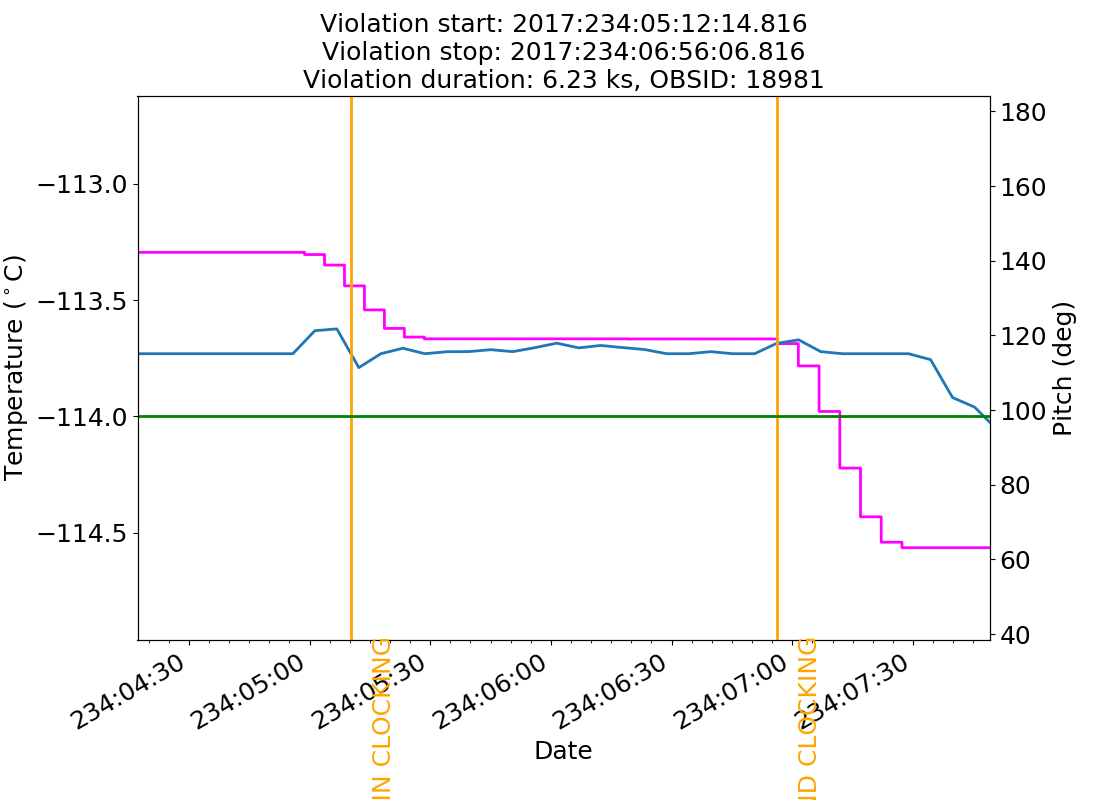 Violation start: 2017:234:05:12:14.816
Violation stop: 2017:234:06:56:06.816
Violation duration: 6.23 ks, OBSID: 18981
Temperature (°C)
−113.0
−113.5
−114.0
−114.5
180
160
140
120
100
80
60
40
Pitch (deg)
234:04:30
234:05:00
234:05:30
234:06:00
234:06:30
234:07:00
234:07:30
IN CLOCKING
ND CLOCKING
Date